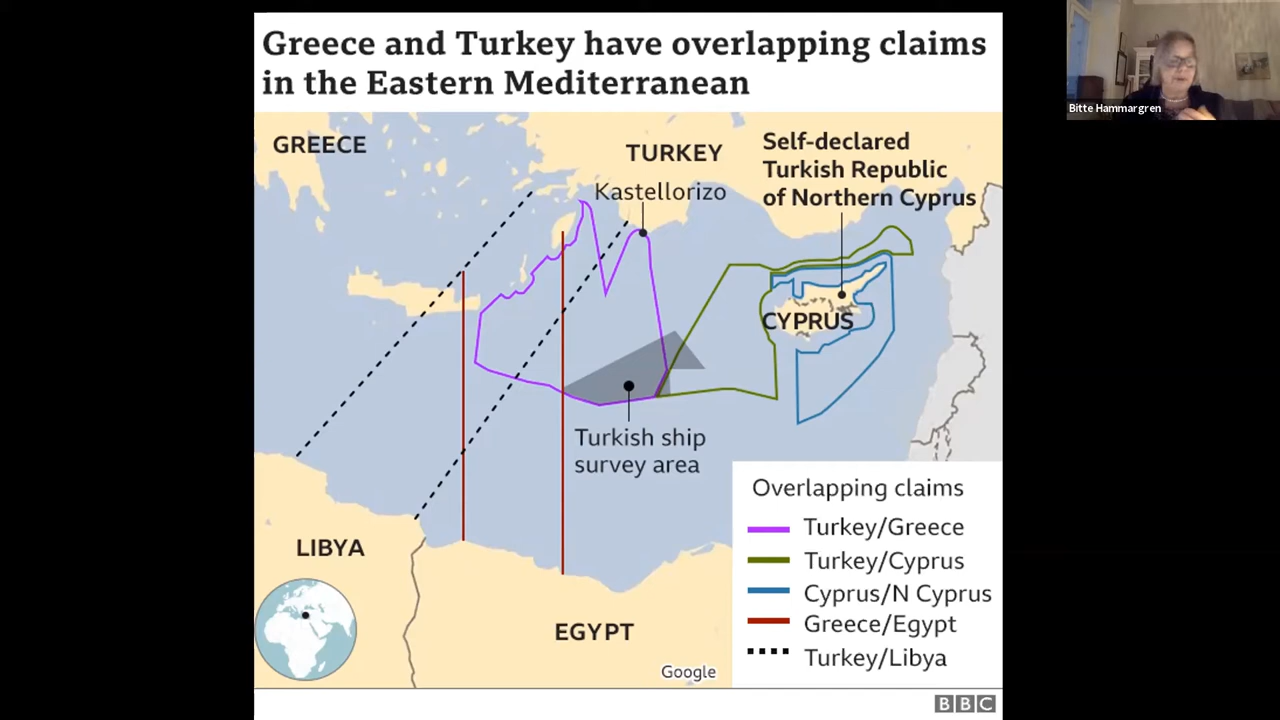 Greece and Turkey have overlapping claims
in the Eastern Mediterranean
Bitte Hammargren
GREECE
TURKEY
Kastellorizo
Self-declared
Turkish Republic
of Northern Cyprus
CYPRUS
Turkish ship
survey area
LIBYA
EGYPT
Google
Overlapping claims
Turkey/Greece
Turkey/Cyprus
Cyprus/N Cyprus
Greece/Egypt
Turkey/Libya
BBC